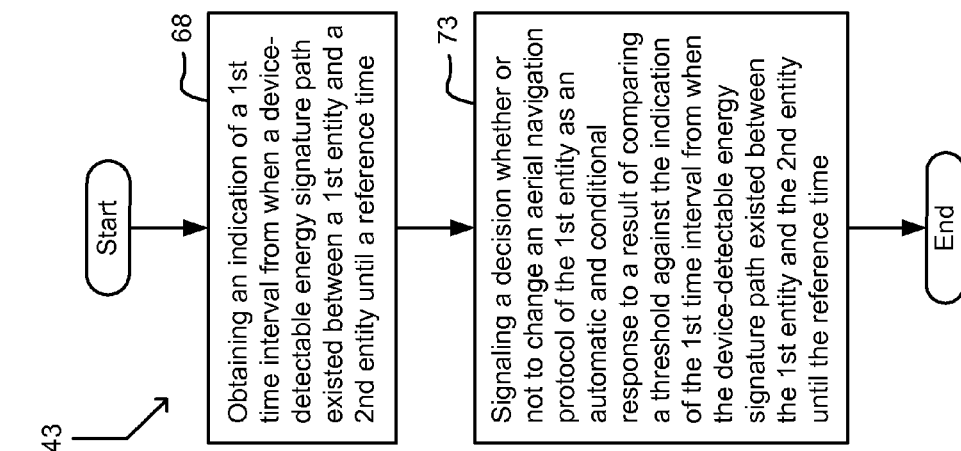 43
Start
68
Obtaining an indication of a 1st
time interval from when a device-
detectable energy signature path
existed between a 1st entity and a
2nd entity until a reference time
73
Signaling a decision whether or
not to change an aerial navigation
protocol of the 1st entity as an
automatic and conditional
response to a result of comparing
a threshold against the indication
of the 1st time interval from when
the device-detectable energy
signature path existed between
the 1st entity and the 2nd entity
until the reference time
End